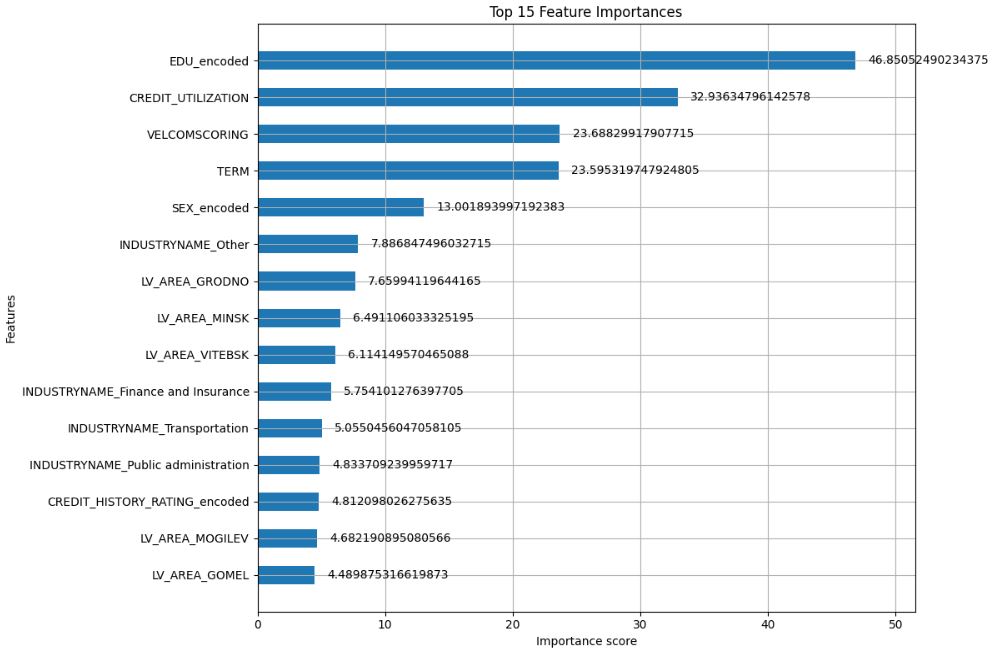 Top 15 Feature Importances
EDU_encoded 46.85052490234375
CREDIT_UTILIZATION 32.93634796142578
VELCOMSCORING 23.68829917907715
TERM 23.595319747924805
SEX_encoded 13.001893997192383
INDUSTRYNAME_Other 7.886847496032715
LV_AREA_GRODNO 7.65994119644165
LV_AREA_MINSK 6.491106033325195
LV_AREA_VITEBSK 6.114149570465088
INDUSTRYNAME_Finance and Insurance 5.754101276397705
INDUSTRYNAME_Transportation 5.0550456047058105
INDUSTRYNAME_Public administration 4.833709239959717
CREDIT_HISTORY_RATING_encoded 4.812098026275635
LV_AREA_MOGILEV 4.682190895080566
LV_AREA_GOMEL 4.489875316619873
Features
0 10 20 30 40 50
Importance score